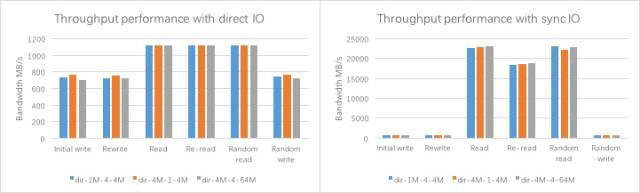 Throughput performance with direct IO
Bandwidth MB/s
1200
1000
800
600
400
200
0
Initial write Rewrite Read Re-read Random read Random write
dir-1M-4-4M dir-4M-1-4M dir-4M-4-64M
Throughput performance with sync IO
Bandwidth MB/s
25000
20000
15000
10000
5000
0
Initial write Rewrite Read Re-read Random read Random write
dir-1M-4-4M dir-4M-1-4M dir-4M-4-64M